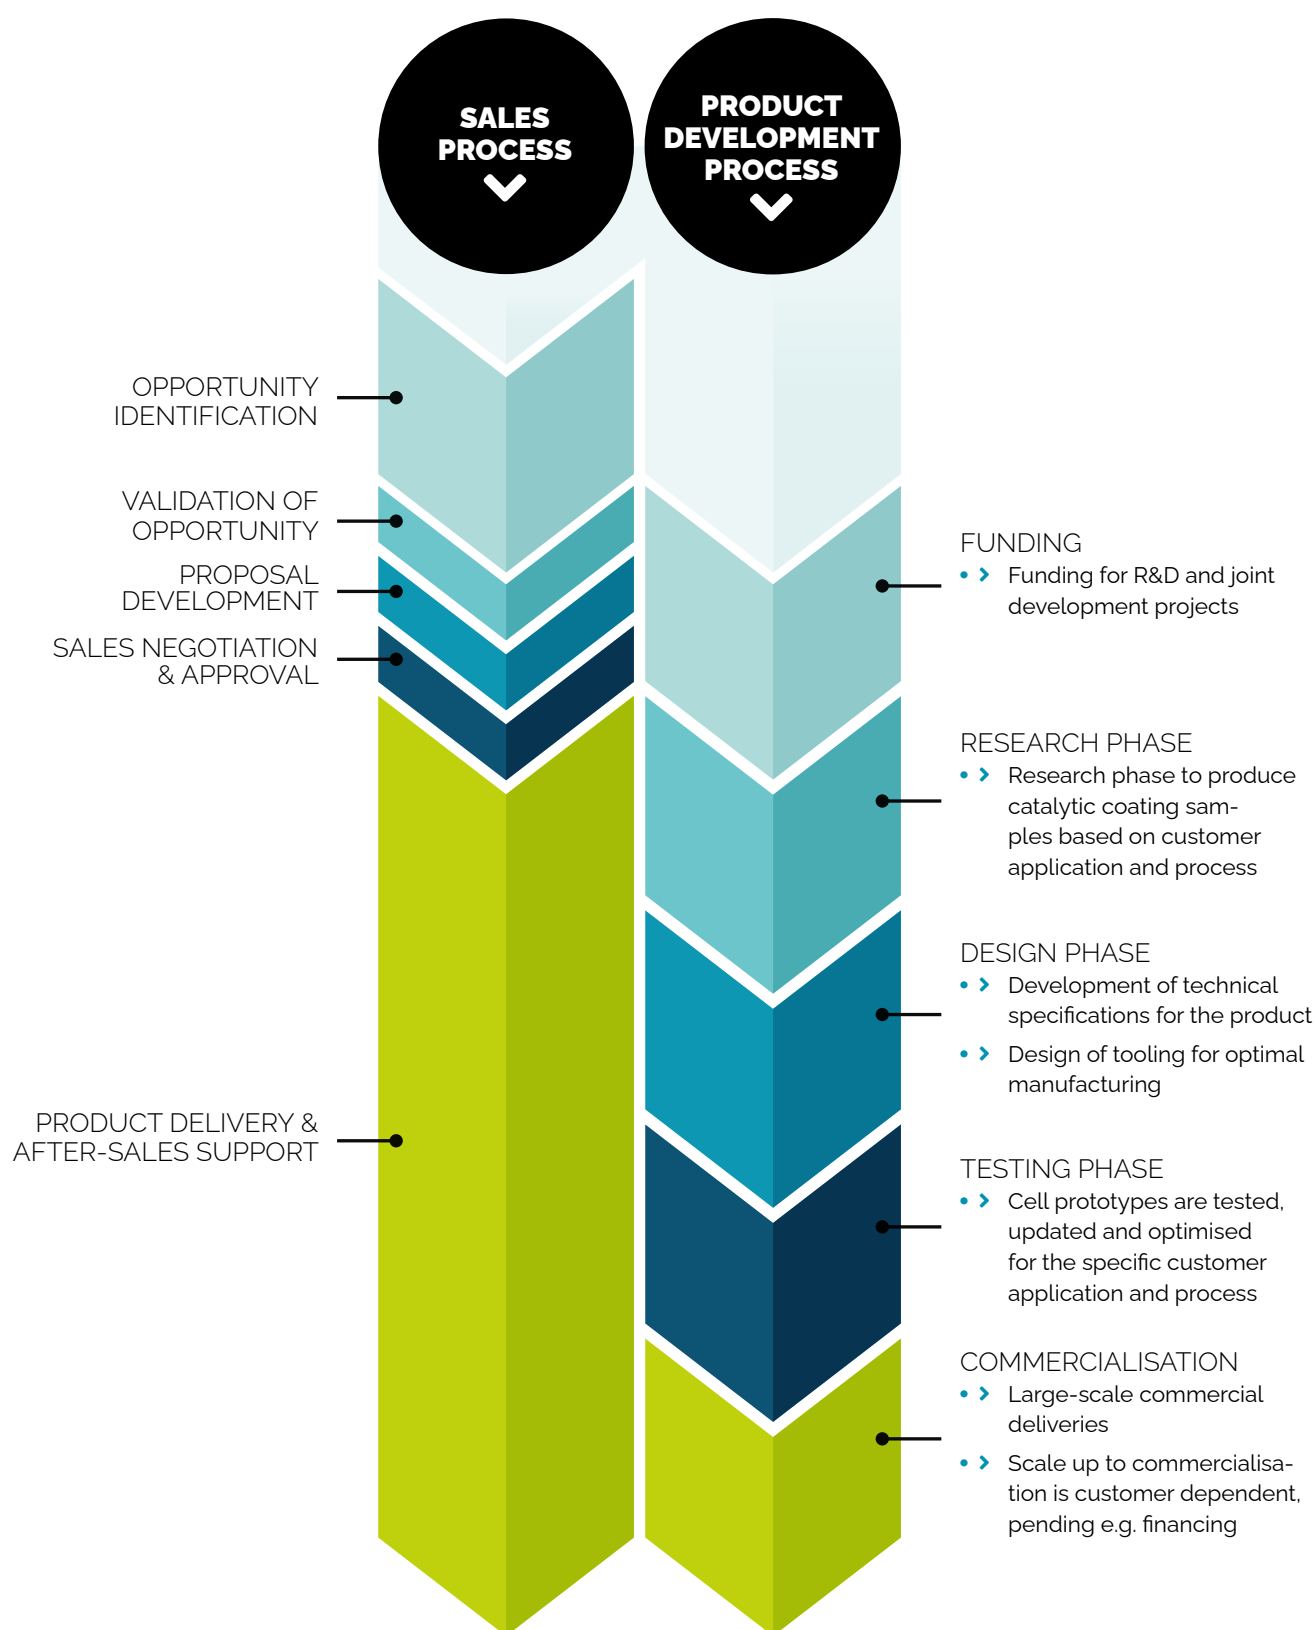 SALES
PROCESS
PRODUCT
DEVELOPMENT
PROCESS
OPPORTUNITY
IDENTIFICATION
VALIDATION OF
OPPORTUNITY
PROPOSAL
DEVELOPMENT
SALES NEGOTIATION
& APPROVAL
PRODUCT DELIVERY &
AFTER-SALES SUPPORT
FUNDING
Funding for R&D and joint
development projects
RESEARCH PHASE
Research phase to produce
catalytic coating sam-
ples based on customer
application and process
DESIGN PHASE
Development of technical
specifications for the product
Design of tooling for optimal
manufacturing
TESTING PHASE
Cell prototypes are tested,
updated and optimised
for the specific customer
application and process
COMMERCIALISATION
Large-scale commercial
deliveries
Scale up to commercialisa-
tion is customer dependent,
pending e.g. financing